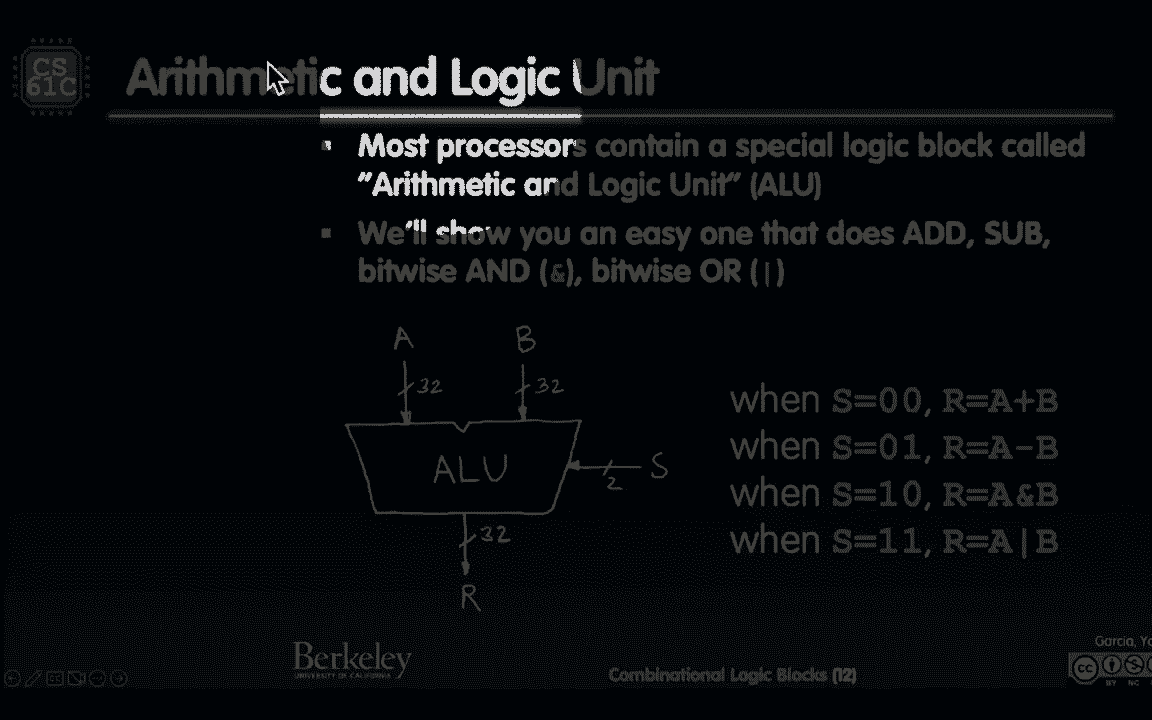 CS
61C
Arithmetic and Logic Unit
Most processors contain a special logic block called
"Arithmetic and Logic Unit" (ALU)
We'll show you an easy one that does ADD, SUB,
bitwise AND (&), bitwise OR (|)
A
B
32
32
ALU
S
2
32
R
when S=00, R=A+B
when S=01, R=A-B
when S=10, R=A&B
when S=11, R=A|B
Berkeley
UNIVERSITY OF CALIFORNIA
Combinational Logic Blocks (12)
Garcia,
cc
BY NC